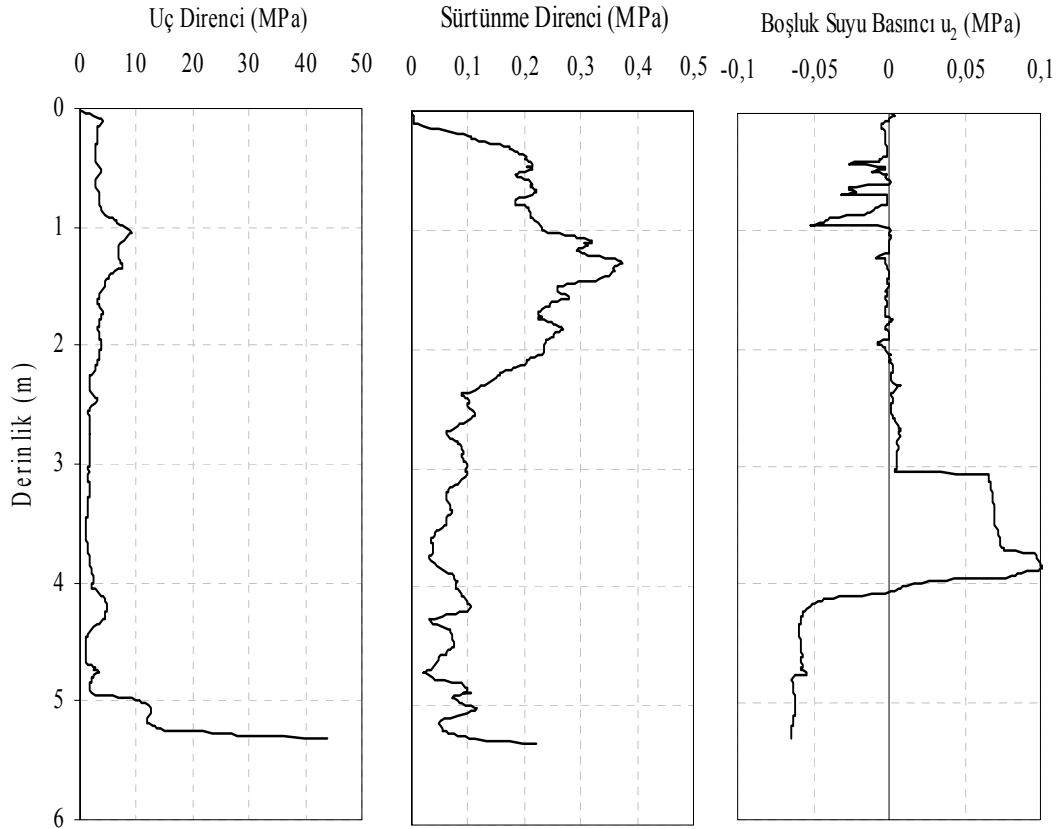 Uç Direnci (MPa)
0 10 20 30 40 50
Sürtünme Direnci (MPa)
0 0,1 0,2 0,3 0,4 0,5
Boşluk Suyu Basıncı u₂ (MPa)
-0,1 -0,05 0 0,05 0,1
Derinlik (m)
0
1
2
3
4
5
6